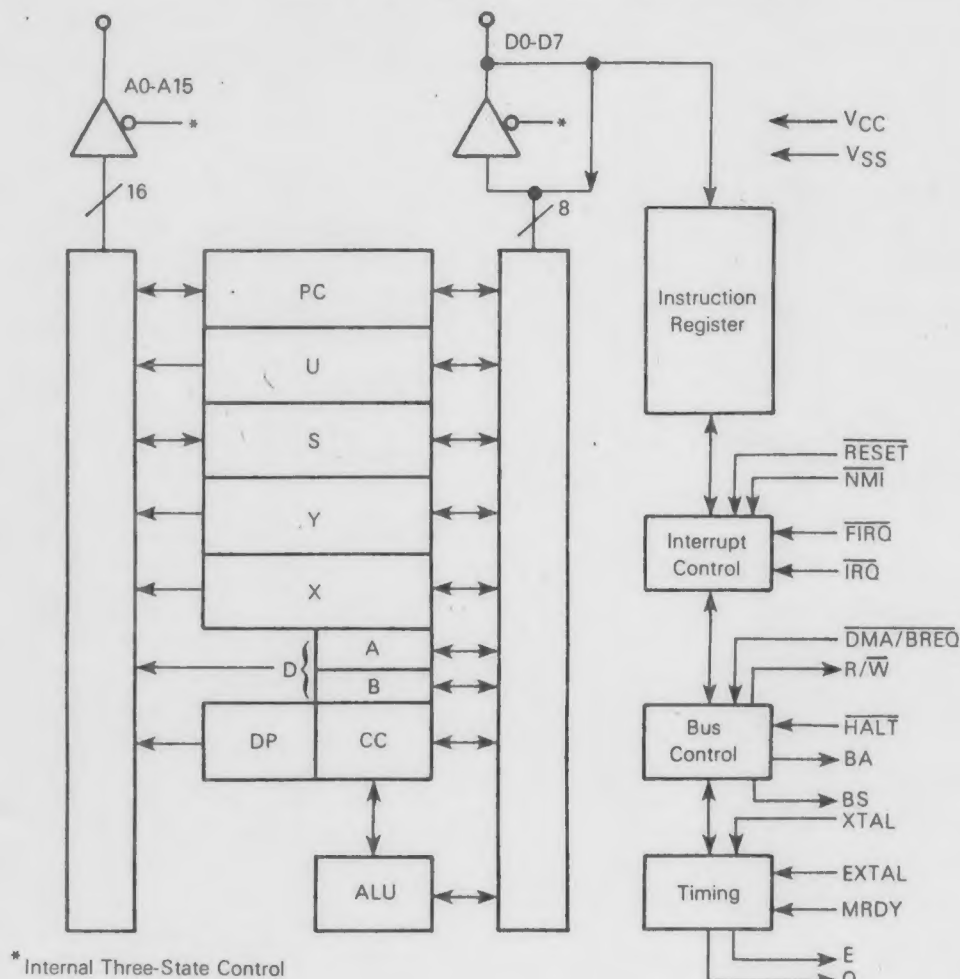 A0-A15
*
16
D0-D7
*
8
VCC
VSS
PC
U
S
Y
X
D{
A
B
DP
CC
ALU
Instruction
Register
RESET
NMI
Interrupt
Control
FIRQ
IRQ
DMA/BREQ
R/W
Bus
Control
HALT
BA
BS
XTAL
Timing
EXTAL
MRDY
E
Q
*Internal Three-State Control